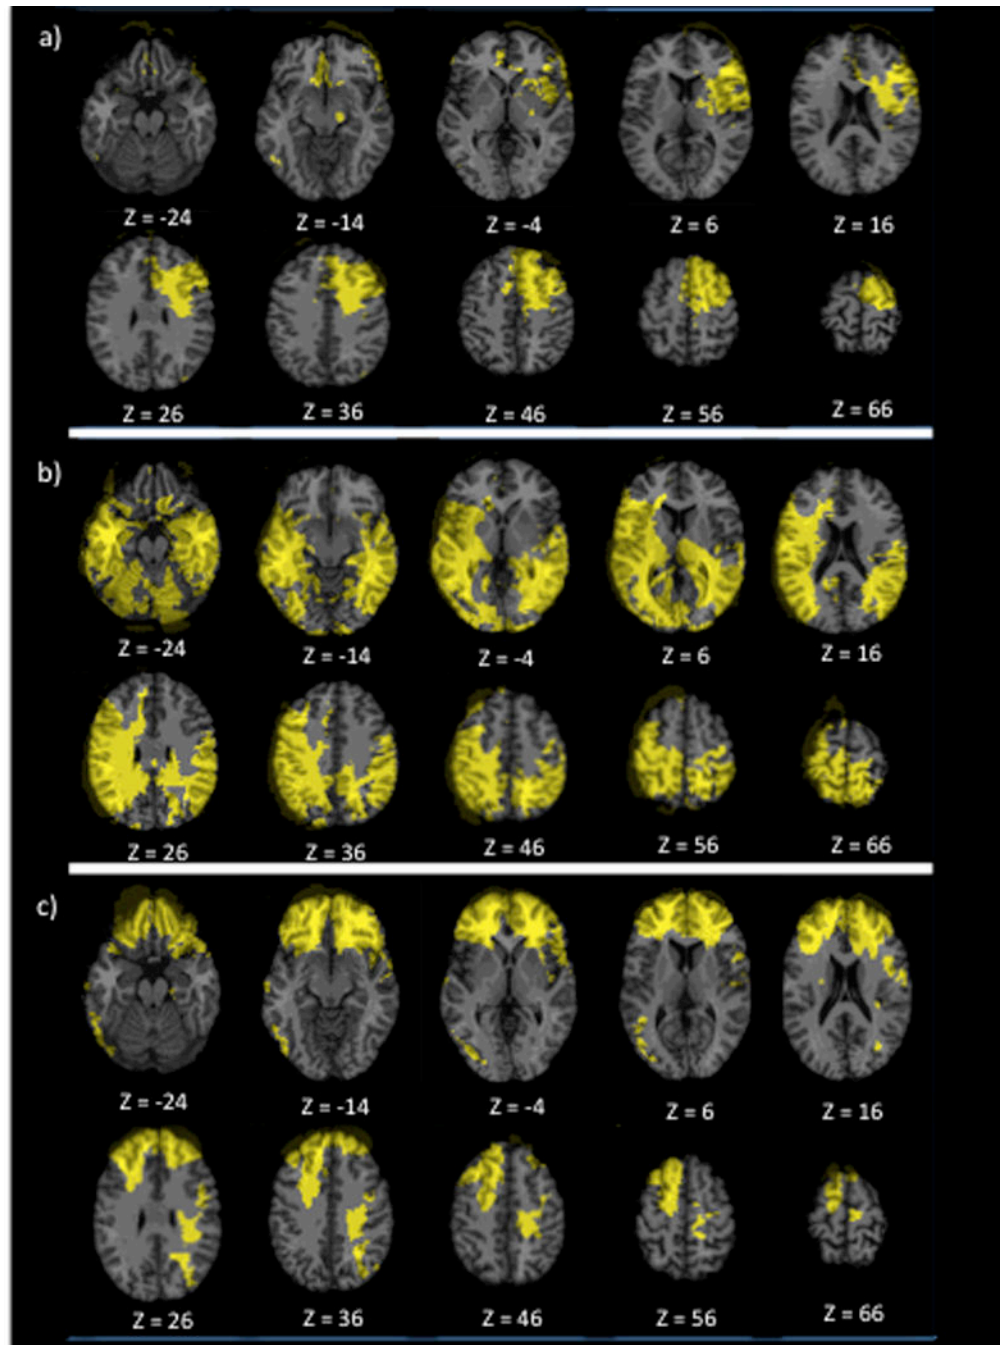 a)
Z = -24 Z = -14 Z = -4 Z = 6 Z = 16
Z = 26 Z = 36 Z = 46 Z = 56 Z = 66
b)
Z = -24 Z = -14 Z = -4 Z = 6 Z = 16
Z = 26 Z = 36 Z = 46 Z = 56 Z = 66
c)
Z = -24 Z = -14 Z = -4 Z = 6 Z = 16
Z = 26 Z = 36 Z = 46 Z = 56 Z = 66